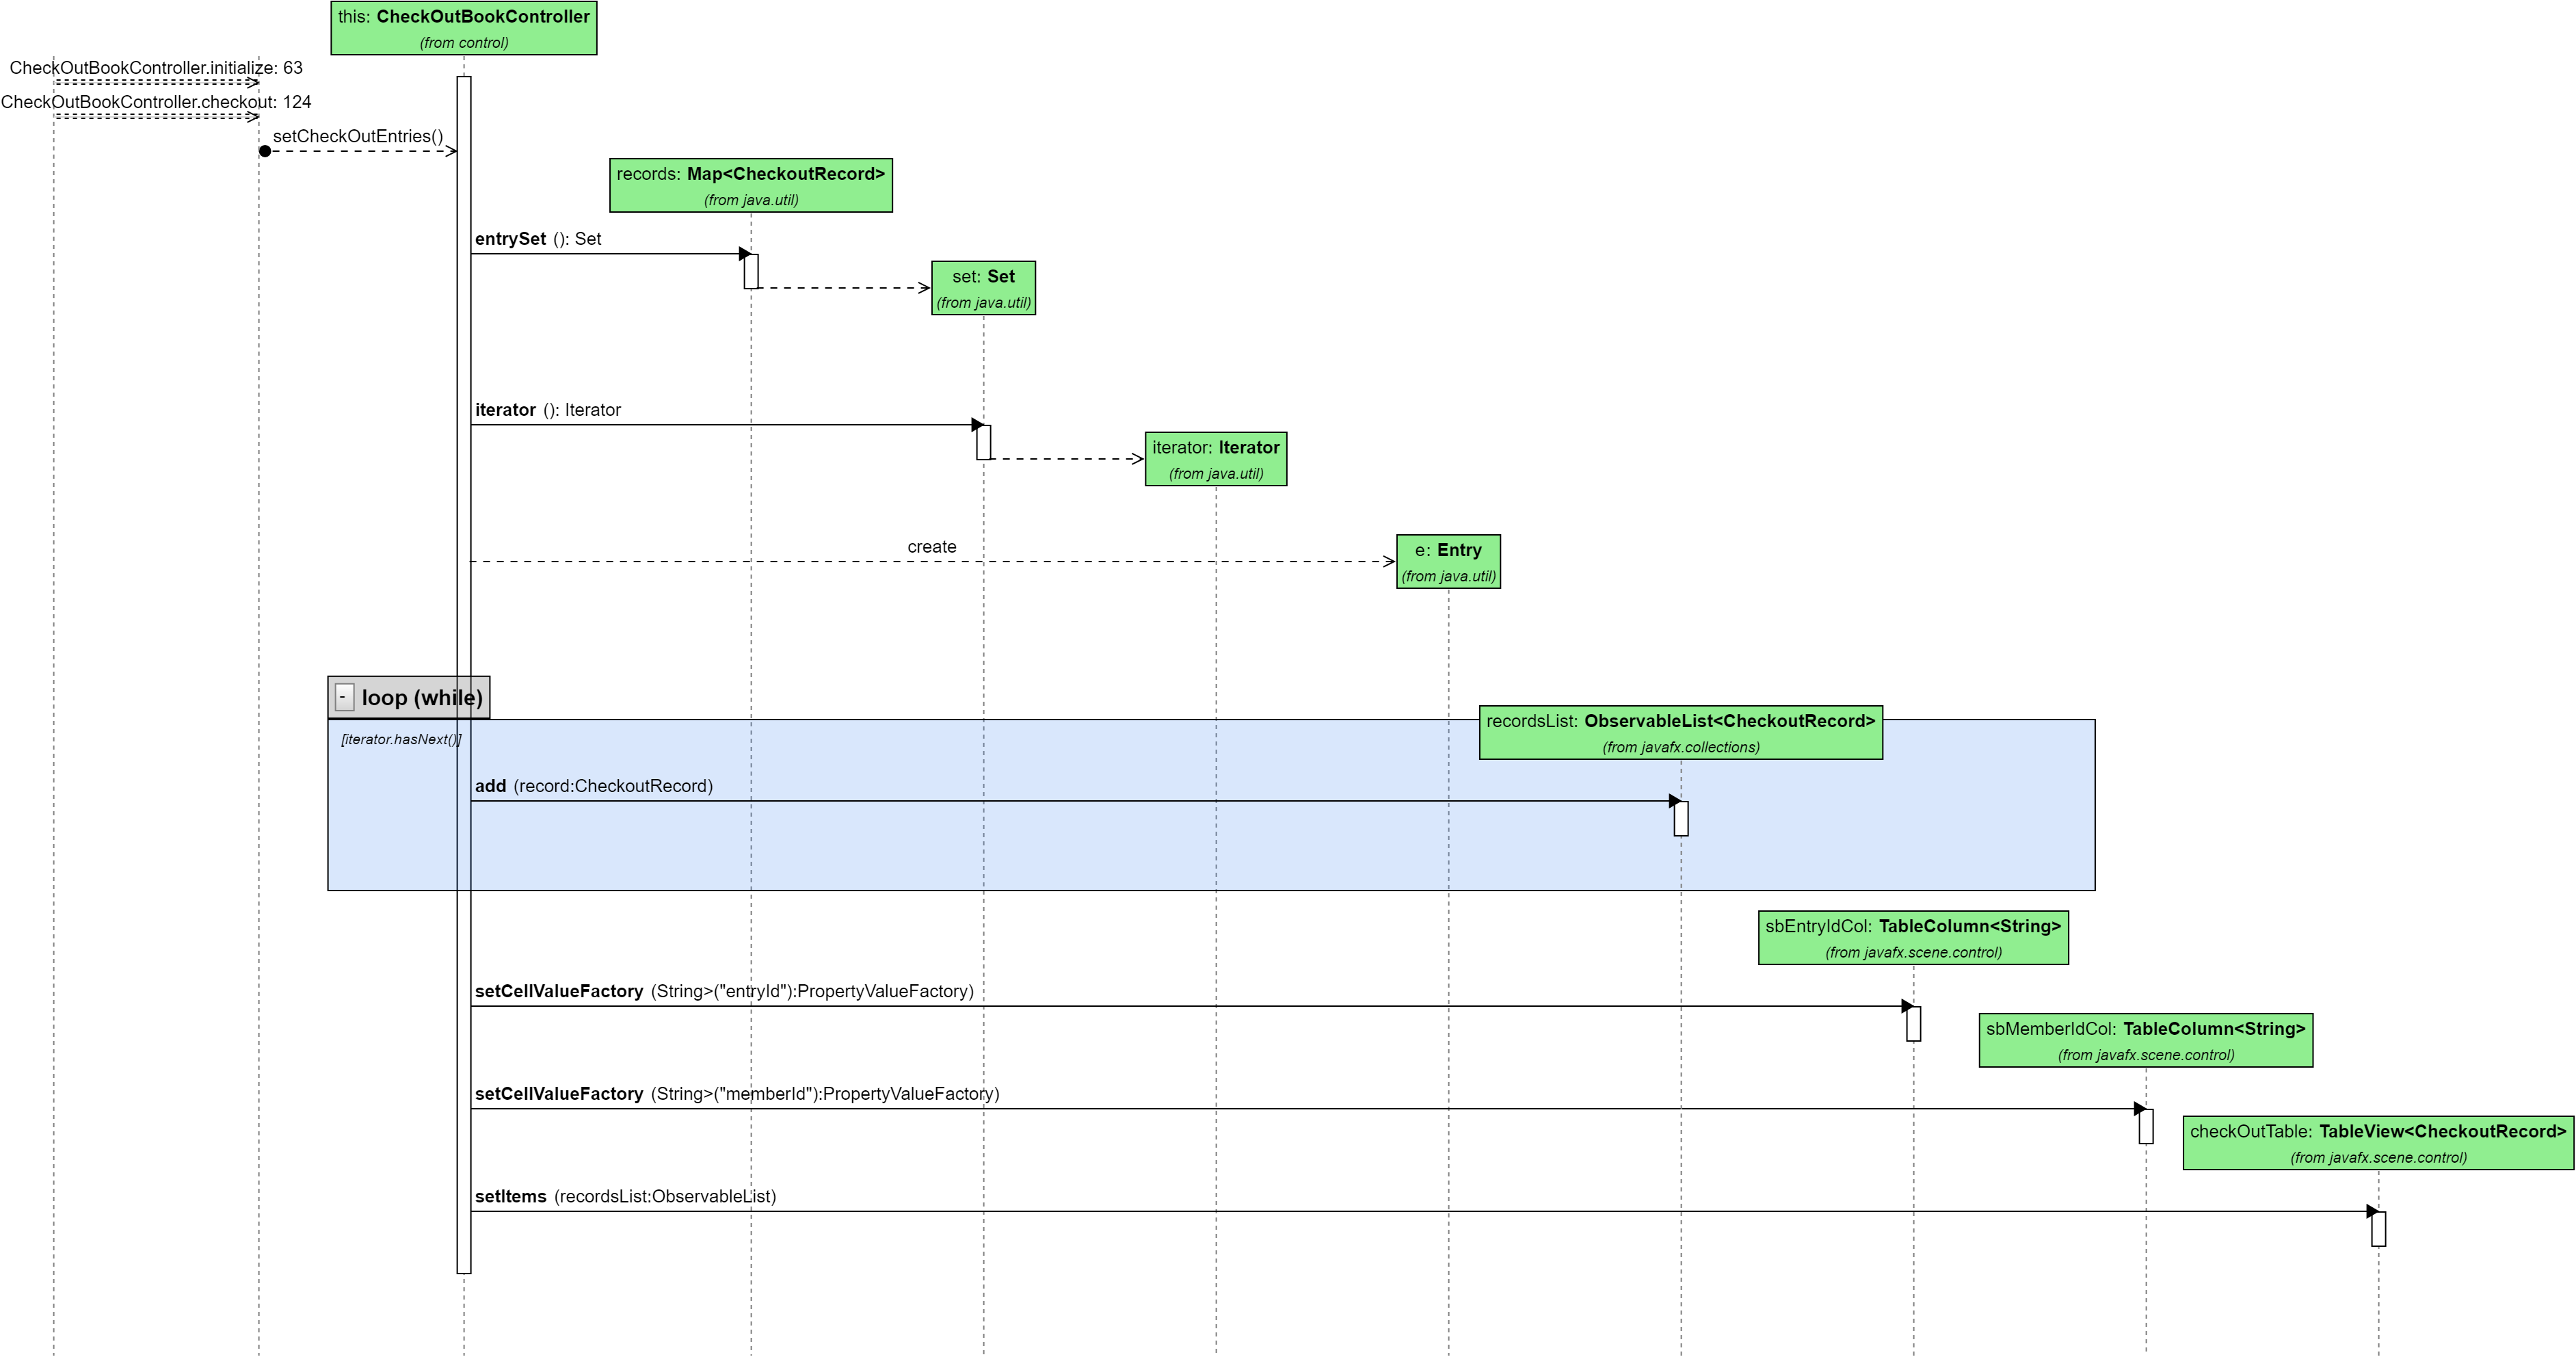 this: CheckOutBookController
(from control)
CheckOutBookController.initialize: 63
CheckOutBookController.checkout: 124
setCheckOutEntries()
records: Map<CheckoutRecord>
(from java.util)
entrySet (): Set
set: Set
(from java.util)
iterator (): Iterator
iterator: Iterator
(from java.util)
create
e: Entry
(from java.util)
- loop (while)
[iterator.hasNext()]
recordsList: ObservableList<CheckoutRecord>
(from javafx.collections)
add (record:CheckoutRecord)
sbEntryIdCol: TableColumn<String>
(from javafx.scene.control)
setCellValueFactory (String>("entryId"):PropertyValueFactory)
sbMemberIdCol: TableColumn<String>
(from javafx.scene.control)
setCellValueFactory (String>("memberId"):PropertyValueFactory)
checkOutTable: TableView<CheckoutRecord>
(from javafx.scene.control)
setItems (recordsList:ObservableList)